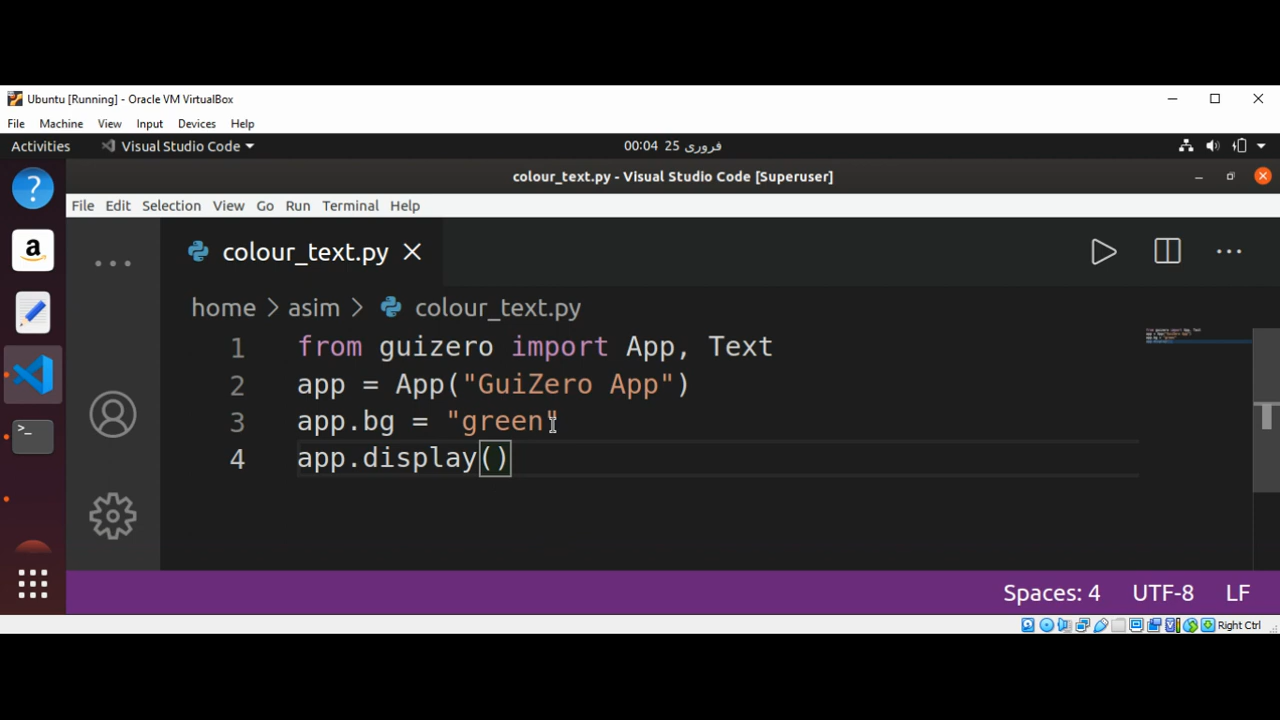 Ubuntu [Running] - Oracle VM VirtualBox
File Machine View Input Devices Help
Activities Visual Studio Code 00:04 25 فروری
colour_text.py - Visual Studio Code [Superuser]
File Edit Selection View Go Run Terminal Help
colour_text.py
home > asim > colour_text.py
1 from guizero import App, Text
2 app = App("GuiZero App")
3 app.bg = "green"
4 app.display()
Spaces: 4 UTF-8 LF
Right Ctrl